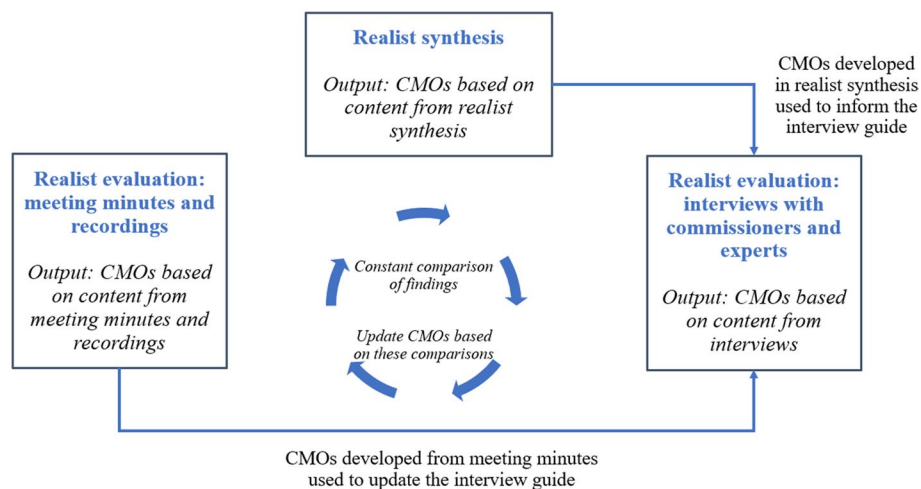 Realist synthesis
Output: CMOs based on
content from realist
synthesis
CMOs developed
in realist synthesis
used to inform the
interview guide
Realist evaluation:
meeting minutes and
recordings
Output: CMOs based
on content from
meeting minutes and
recordings
Constant comparison
of findings
Update CMOs based
on these comparisons
Realist evaluation:
interviews with
commissioners and
experts
Output: CMOs based
on content from
interviews
CMOs developed from meeting minutes
used to update the interview guide